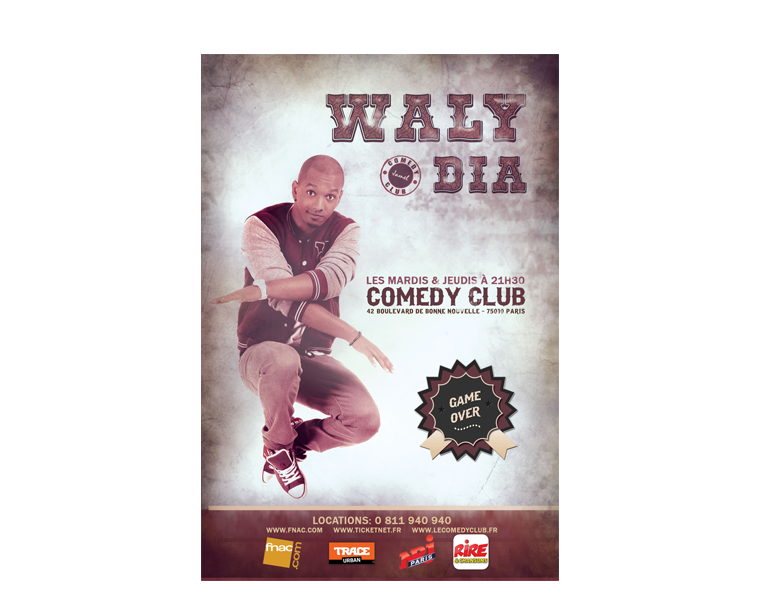 WALY
DIA
COMEDY
Jamel
CLUB
LES MARDIS & JEUDIS À 21H30
COMEDY CLUB
42 BOULEVARD DE BONNE NOUVELLE - 75010 PARIS
GAME
OVER
LOCATIONS: 0 811 940 940
WWW.FNAC.COM WWW.TICKETNET.FR WWW.LECOMEDYCLUB.FR
fnac
.com
TRACE
URBAN
NRJ
PARIS
RIRE
& CHANSONS